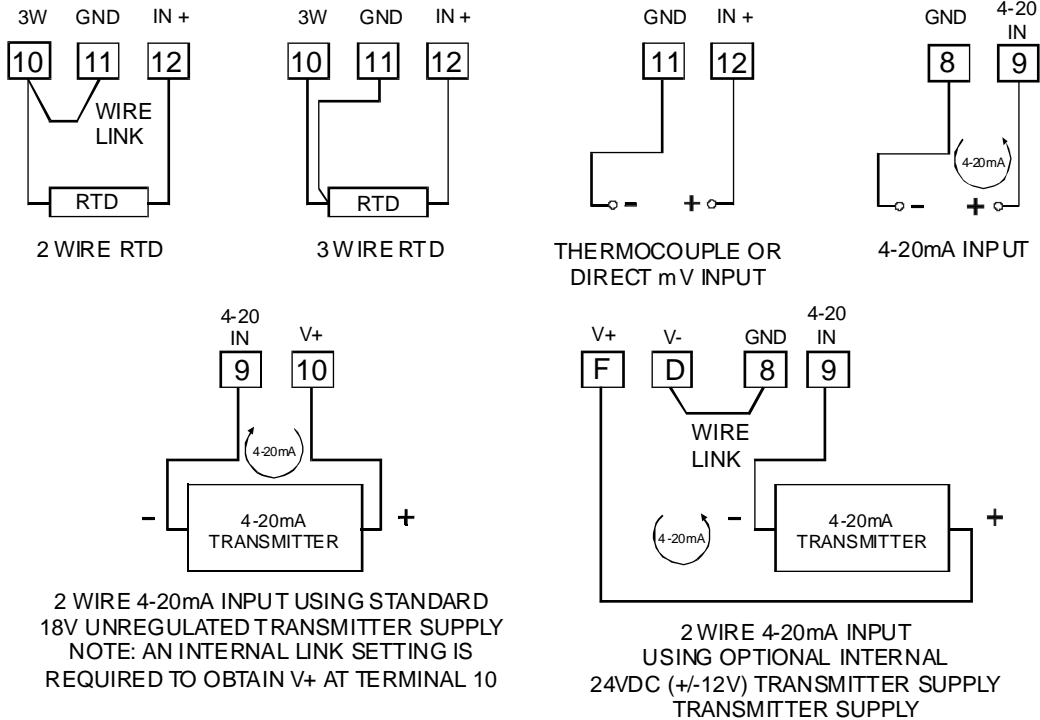 3W GND IN +
10 11 12
WIRE
LINK
RTD
2 WIRE RTD
3W GND IN +
10 11 12
RTD
3 WIRE RTD
GND IN +
11 12
- +
THERMOCOUPLE OR
DIRECT mV INPUT
GND 4-20
IN
8 9
4-20mA
- +
4-20mA INPUT
4-20
IN V+
9 10
4-20mA
- +
4-20mA
TRANSMITTER
2 WIRE 4-20mA INPUT USING STANDARD
18V UNREGULATED TRANSMITTER SUPPLY
NOTE: AN INTERNAL LINK SETTING IS
REQUIRED TO OBTAIN V+ AT TERMINAL 10
4-20
V+ V- GND IN
F D 8 9
WIRE
LINK
4-20mA
- +
4-20mA
TRANSMITTER
2 WIRE 4-20mA INPUT
USING OPTIONAL INTERNAL
24VDC (+/-12V) TRANSMITTER SUPPLY
TRANSMITTER SUPPLY